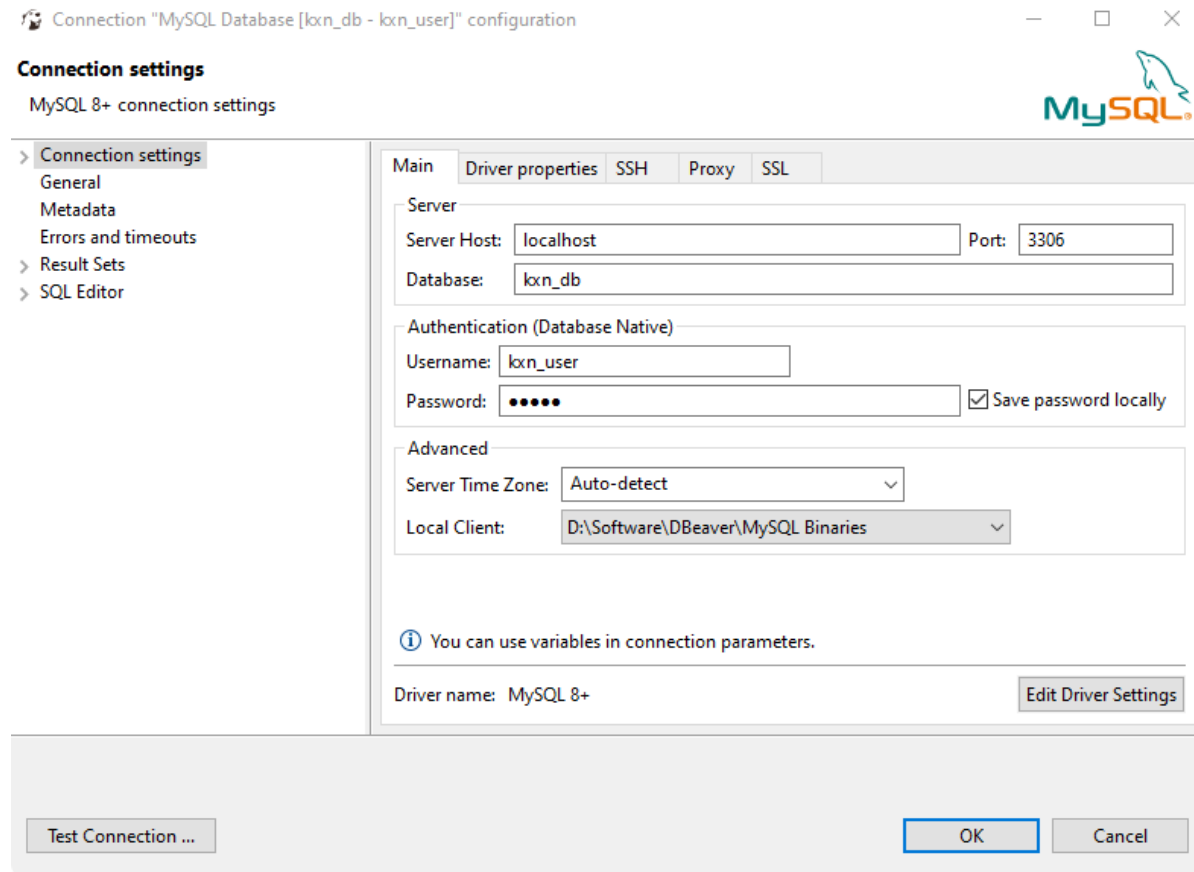 Connection "MySQL Database [kxn_db - kxn_user]" configuration
Connection settings
MySQL 8+ connection settings
MySQL®
Connection settings
General
Metadata
Errors and timeouts
Result Sets
SQL Editor
Main Driver properties SSH Proxy SSL
Server
Server Host: localhost Port: 3306
Database: kxn_db
Authentication (Database Native)
Username: kxn_user
Password: ••••• Save password locally
Advanced
Server Time Zone: Auto-detect
Local Client: D:\Software\DBeaver\MySQL Binaries
You can use variables in connection parameters.
Driver name: MySQL 8+ Edit Driver Settings
Test Connection ... OK Cancel